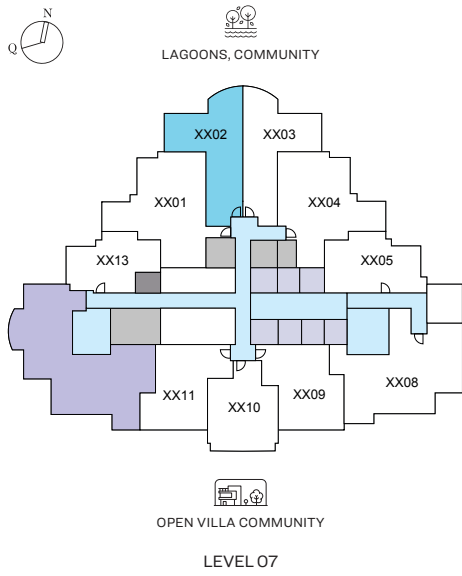 N
Q
LAGOONS, COMMUNITY
XX02
XX03
XX01
XX04
XX13
XX05
XX08
XX11
XX10
XX09
OPEN VILLA COMMUNITY
LEVEL 07